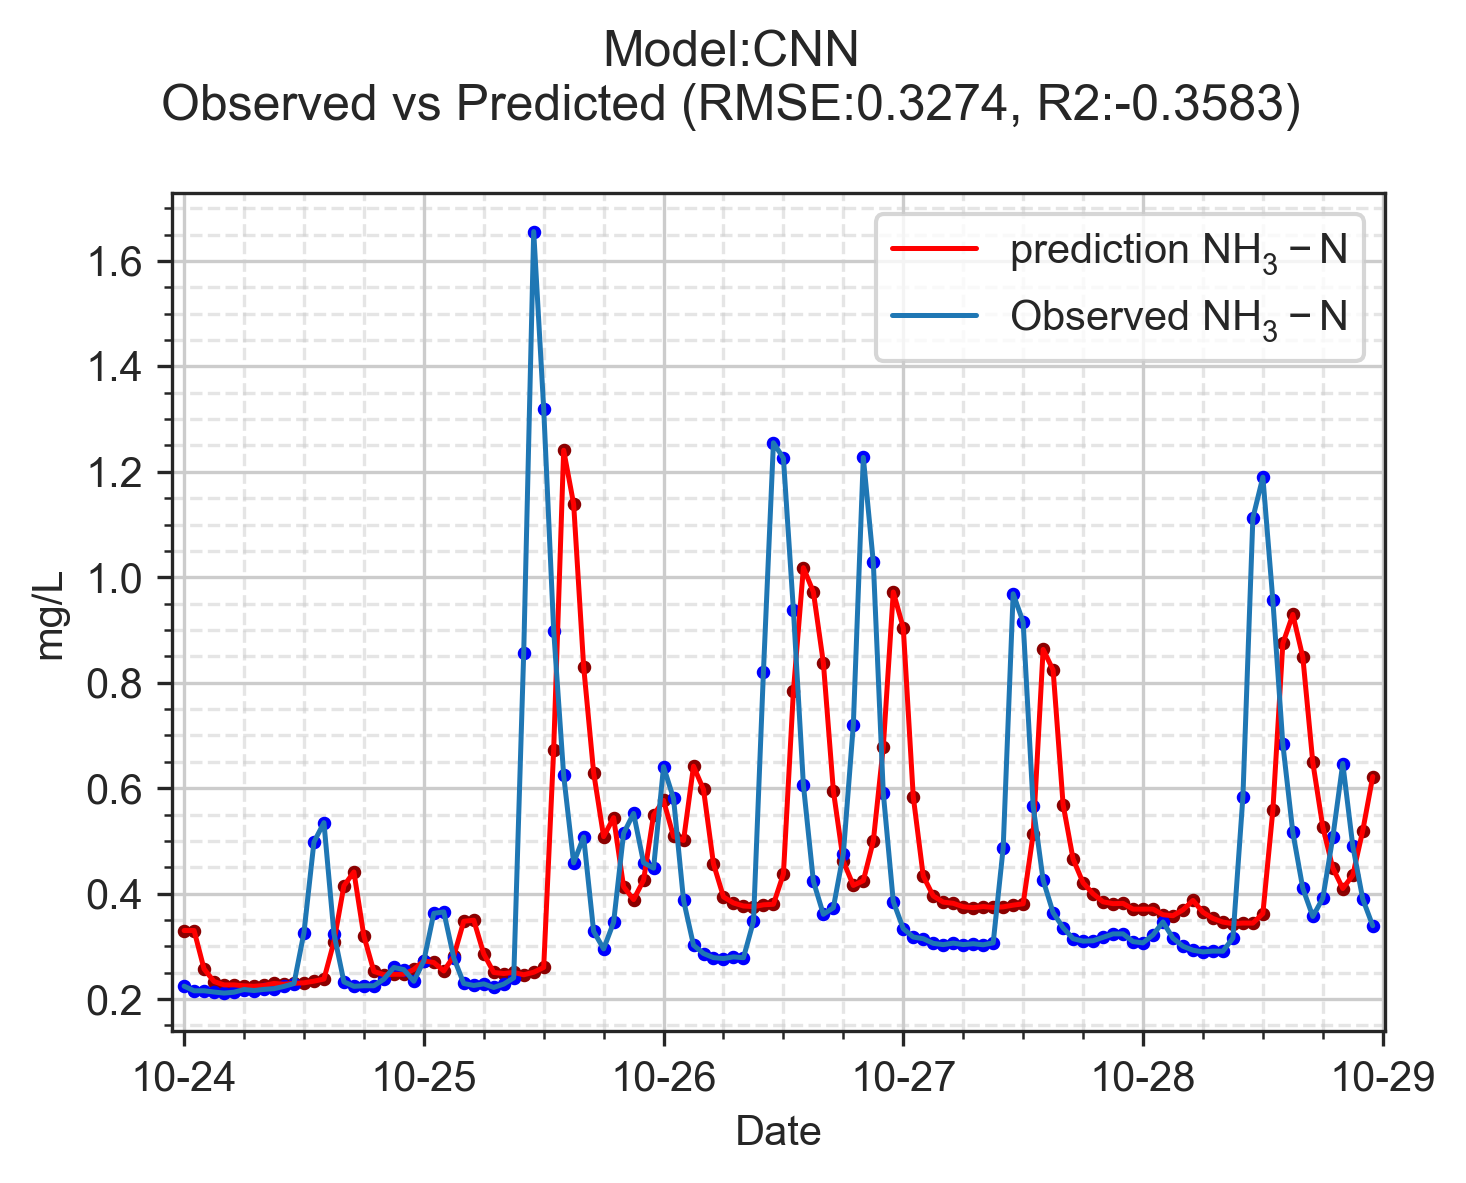 Model:CNN
Observed vs Predicted (RMSE:0.3274, R2:-0.3583)
prediction NH₃ − N
Observed NH₃ − N
1.6
1.4
1.2
1.0
0.8
0.6
0.4
0.2
mg/L
10-24 10-25 10-26 10-27 10-28 10-29
Date